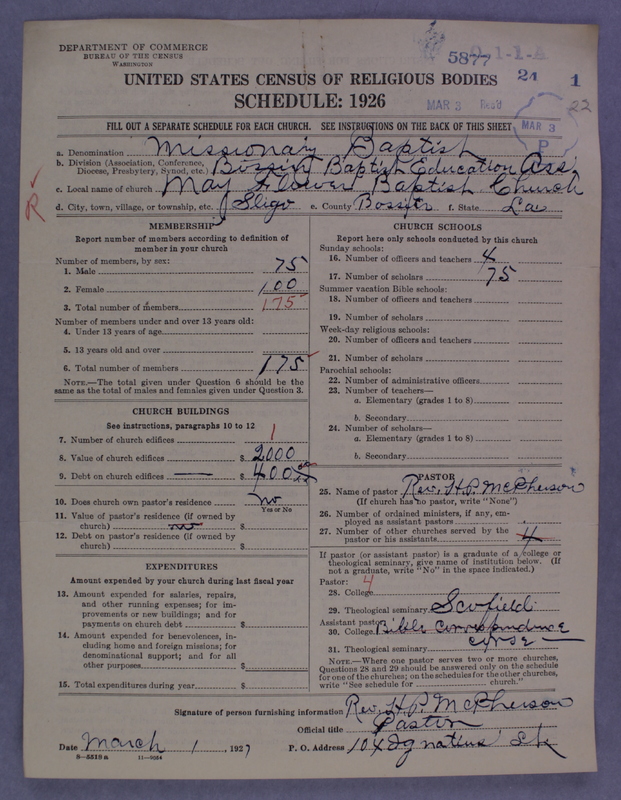 DEPARTMENT OF COMMERCE
BUREAU OF THE CENSUS
WASHINGTON
5877 0-1-1-A
24 1
UNITED STATES CENSUS OF RELIGIOUS BODIES
SCHEDULE: 1926
MAR 3 Rec'd
MAR 3
P
22
FILL OUT A SEPARATE SCHEDULE FOR EACH CHURCH. SEE INSTRUCTIONS ON THE BACK OF THIS SHEET
a. Denomination Missionary Baptist
b. Division (Association, Conference, Diocese, Presbytery, Synod, etc.) Baptist Education Ass.
c. Local name of church May Flower Baptist Church
R
d. City, town, village, or township, etc. Sligo e. County Bossier f. State La
MEMBERSHIP
Report number of members according to definition of
member in your church
Number of members, by sex:
1. Male 75
2. Female 100
3. Total number of members 175
Number of members under and over 13 years old:
4. Under 13 years of age
5. 13 years old and over
6. Total number of members 175
NOTE.—The total given under Question 6 should be the
same as the total of males and females given under Question 3.
CHURCH BUILDINGS
See instructions, paragraphs 10 to 12
7. Number of church edifices 1
8. Value of church edifices $ 2000
9. Debt on church edifices $ 400
10. Does church own pastor's residence no
Yes or No
11. Value of pastor's residence (if owned by
church) no $
12. Debt on pastor's residence (if owned by
church) $
EXPENDITURES
Amount expended by your church during last fiscal year
13. Amount expended for salaries, repairs,
and other running expenses; for im-
provements or new buildings; and for
payments on church debt $
14. Amount expended for benevolences, in-
cluding home and foreign missions; for
denominational support; and for all
other purposes $
15. Total expenditures during year $
CHURCH SCHOOLS
Report here only schools conducted by this church
Sunday schools:
16. Number of officers and teachers 4
17. Number of scholars 75
Summer vacation Bible schools:
18. Number of officers and teachers
19. Number of scholars
Week-day religious schools:
20. Number of officers and teachers
21. Number of scholars
Parochial schools:
22. Number of administrative officers
23. Number of teachers—
a. Elementary (grades 1 to 8)
b. Secondary
24. Number of scholars—
a. Elementary (grades 1 to 8)
b. Secondary
PASTOR
25. Name of pastor Rev. H.P. McPherson
(If church has no pastor, write "None")
26. Number of ordained ministers, if any, em-
ployed as assistant pastors
27. Number of other churches served by the
pastor or his assistants 4
If pastor (or assistant pastor) is a graduate of a college or
theological seminary, give name of institution below. (If
not a graduate, write "No" in the space indicated.)
Pastor: 4
28. College
29. Theological seminary Scofield
Assistant pastor:
30. College Bible Correspondence
31. Theological seminary
NOTE.—Where one pastor serves two or more churches,
Questions 28 and 29 should be answered only on the schedule
for one of the churches; on the schedules for the other churches,
write "See schedule for church."
Signature of person furnishing information Rev. H.P. McPherson
Official title Pastor
Date March 1, 1927 P. O. Address
8—5518a 11—9264